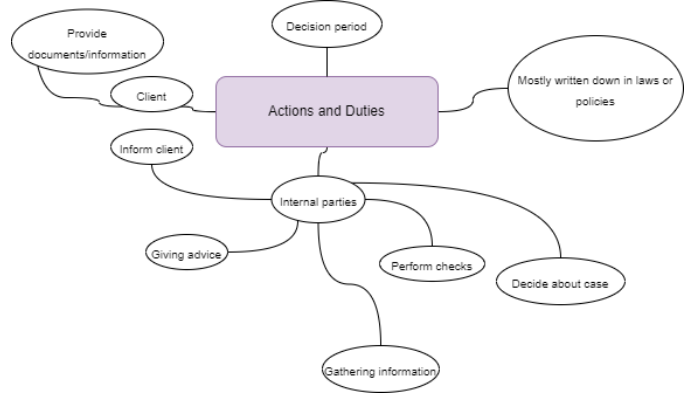 Provide
documents/information
Decision period
Mostly written down in laws or
policies
Client
Actions and Duties
Inform client
Internal parties
Giving advice
Perform checks
Decide about case
Gathering information